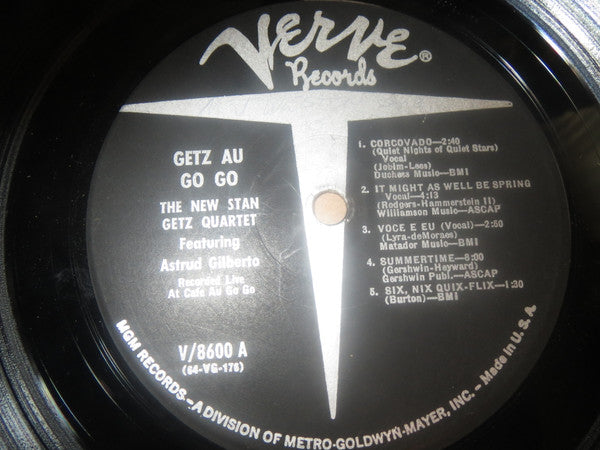 VERVE®
Records
GETZ AU
GO GO
THE NEW STAN
GETZ QUARTET
Featuring
Astrud Gilberto
Recorded Live
At Cafe Au Go Go
V/8600 A
(64-VG-176)
1. CORCOVADO—2:40
(Quiet Nights of Quiet Stars)
Vocal
(Jobim-Lees)
Duchess Music—BMI
2. IT MIGHT AS WELL BE SPRING
Vocal—4:13
(Rodgers-Hammerstein II)
Williamson Music—ASCAP
3. VOCE E EU (Vocal)—2:50
(Lyra-deMoraes)
Matador Music—BMI
4. SUMMERTIME—8:00
(Gershwin-Heyward)
Gershwin Publ.—ASCAP
5. SIX, NIX QUIX-FLIX—1:30
(Burton)—BMI
MGM RECORDS—A DIVISION OF METRO-GOLDWYN-MAYER, INC.—Made in U.S.A.